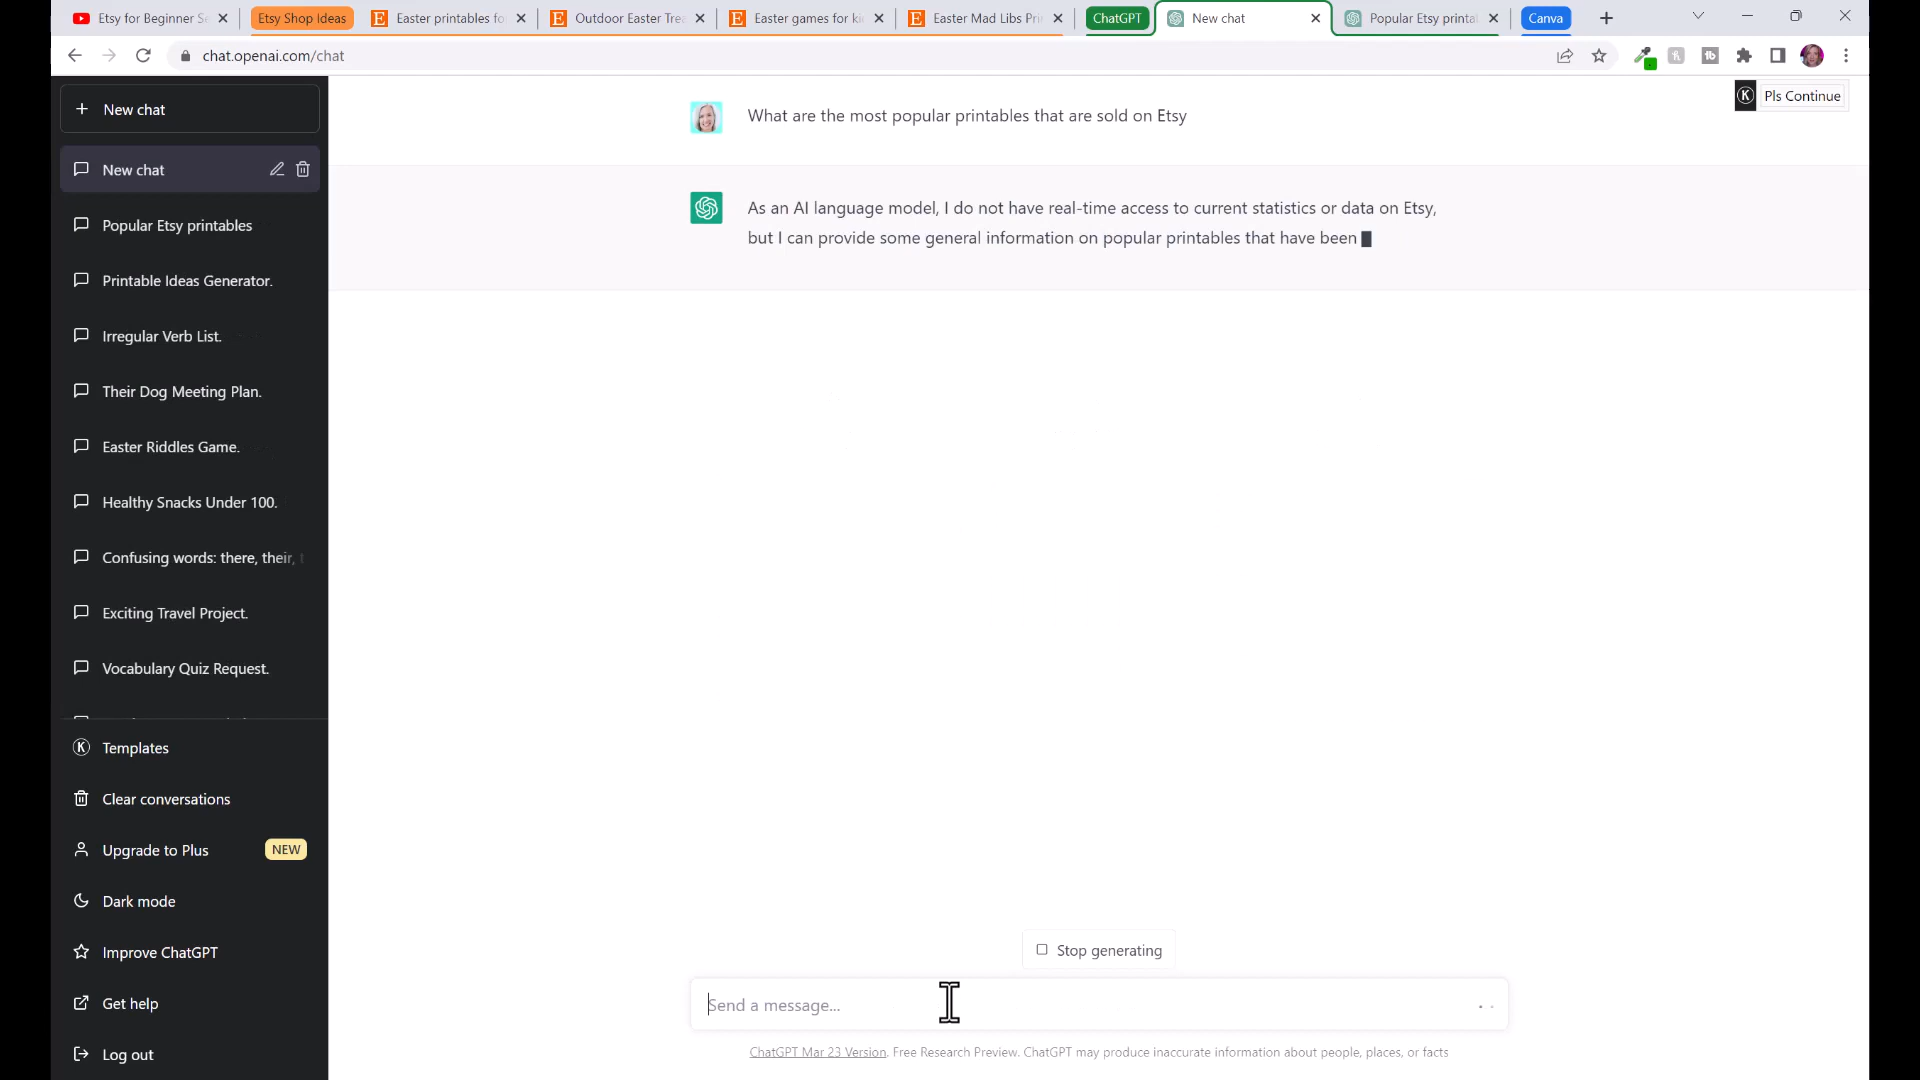 Etsy for Beginner Se
Etsy Shop Ideas
Easter printables fo
Outdoor Easter Trea
Easter games for ki
Easter Mad Libs Prin
ChatGPT
New chat
Popular Etsy printa
Canva
chat.openai.com/chat
New chat
New chat
Popular Etsy printables
Printable Ideas Generator.
Irregular Verb List.
Their Dog Meeting Plan.
Easter Riddles Game.
Healthy Snacks Under 100.
Confusing words: there, their, t
Exciting Travel Project.
Vocabulary Quiz Request.
Templates
Clear conversations
Upgrade to Plus NEW
Dark mode
Improve ChatGPT
Get help
Log out
K Pls Continue
What are the most popular printables that are sold on Etsy
As an AI language model, I do not have real-time access to current statistics or data on Etsy,
but I can provide some general information on popular printables that have been
Stop generating
Send a message...
ChatGPT Mar 23 Version. Free Research Preview. ChatGPT may produce inaccurate information about people, places, or facts